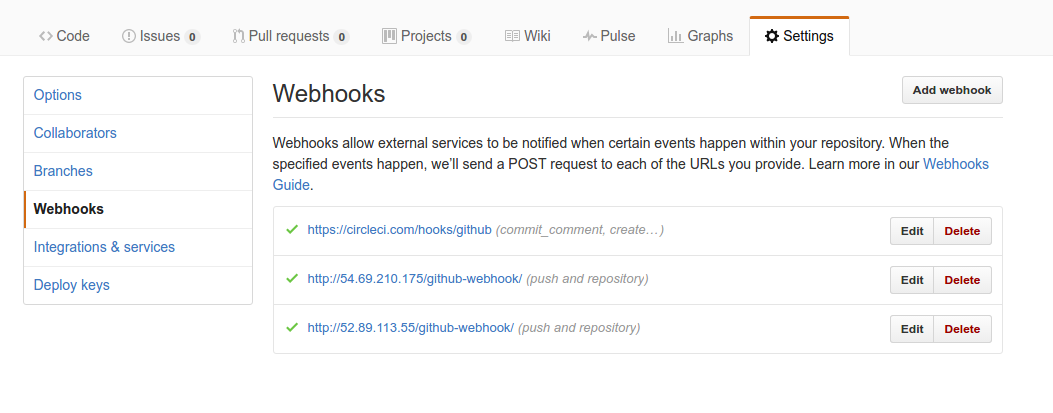 Code Issues 0 Pull requests 0 Projects 0 Wiki Pulse Graphs Settings
Options
Collaborators
Branches
Webhooks
Integrations & services
Deploy keys
Webhooks
Add webhook
Webhooks allow external services to be notified when certain events happen within your repository. When the
specified events happen, we’ll send a POST request to each of the URLs you provide. Learn more in our Webhooks
Guide.
https://circleci.com/hooks/github (commit_comment, create…) Edit Delete
http://54.69.210.175/github-webhook/ (push and repository) Edit Delete
http://52.89.113.55/github-webhook/ (push and repository) Edit Delete